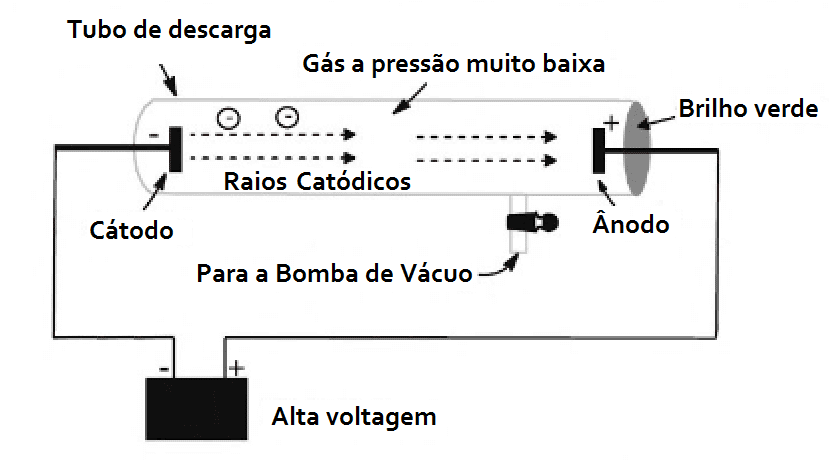 Tubo de descarga
Gás a pressão muito baixa
Brilho verde
- +
- -
Raios Catódicos
Cátodo
Ânodo
Para a Bomba de Vácuo
- +
Alta voltagem